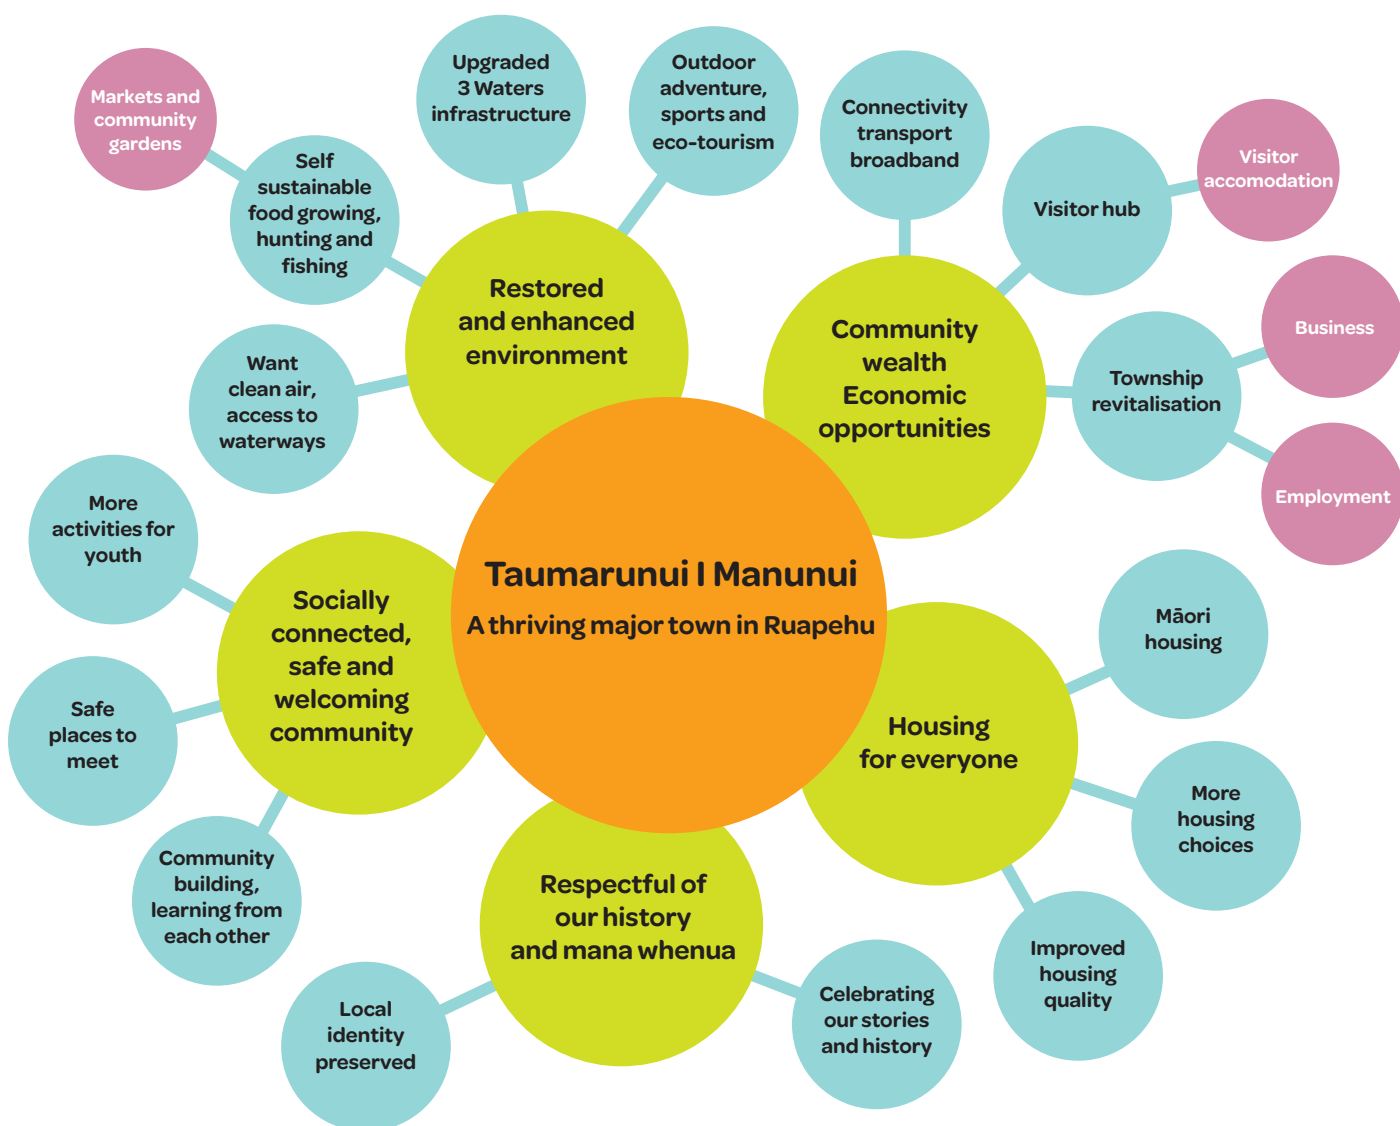 Markets and
community
gardens
Self
sustainable
food growing,
hunting and
fishing
Upgraded
3 Waters
infrastructure
Outdoor
adventure,
sports and
eco-tourism
Want
clean air,
access to
waterways
Restored
and enhanced
environment
Connectivity
transport
broadband
Visitor hub
Visitor
accomodation
Community
wealth
Economic
opportunities
Township
revitalisation
Business
Employment
Taumarunui I Manunui
A thriving major town in Ruapehu
More
activities for
youth
Safe
places to
meet
Socially
connected,
safe and
welcoming
community
Community
building,
learning from
each other
Housing
for everyone
Māori
housing
More
housing
choices
Improved
housing
quality
Respectful of
our history
and mana whenua
Local
identity
preserved
Celebrating
our stories
and history